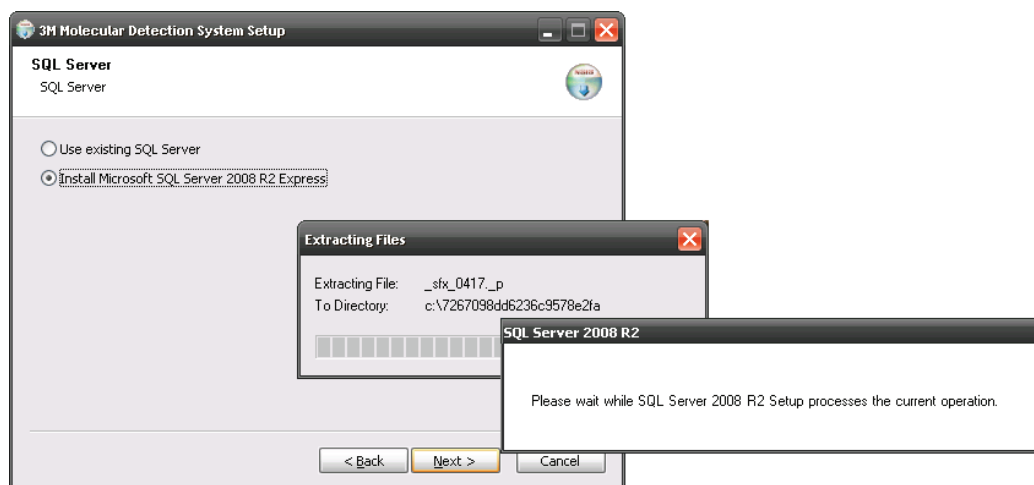 3M Molecular Detection System Setup
SQL Server
SQL Server
Use existing SQL Server
Install Microsoft SQL Server 2008 R2 Express
Extracting Files
Extracting File: _sfx_0417._p
To Directory: c:\7267098dd6236c9578e2fa
SQL Server 2008 R2
Please wait while SQL Server 2008 R2 Setup processes the current operation.
< Back Next > Cancel